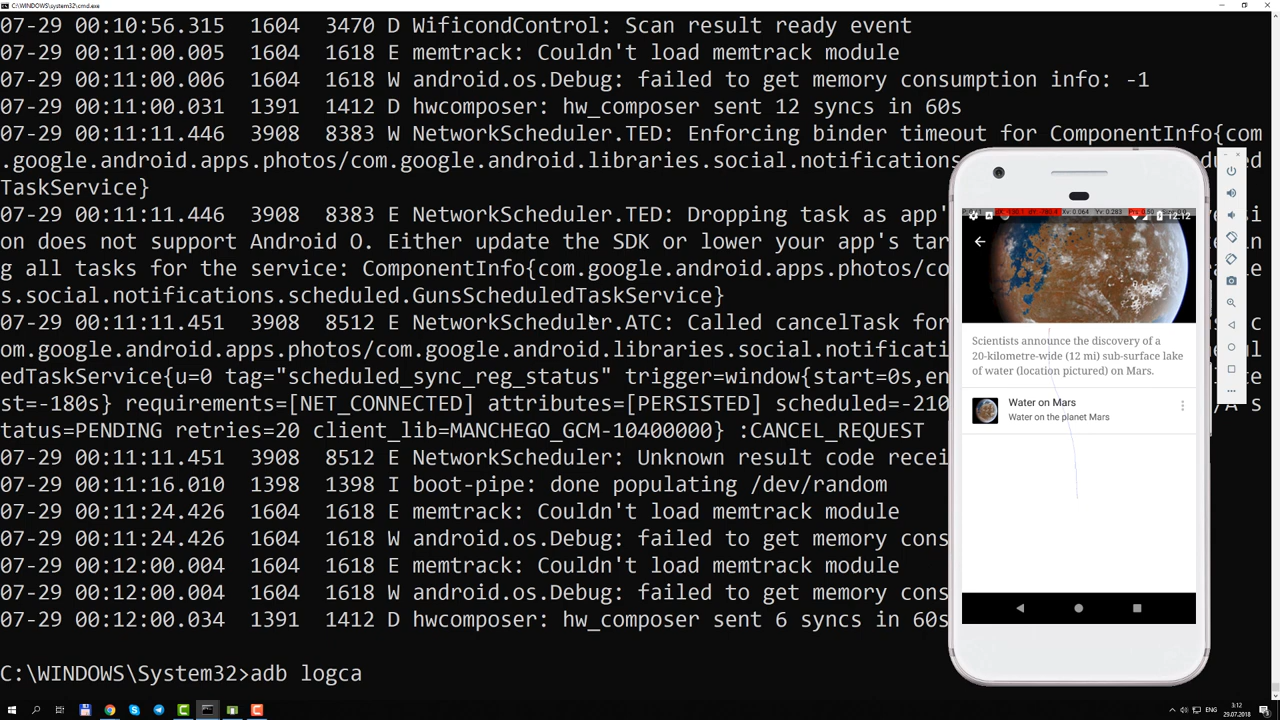 C:\WINDOWS\system32\cmd.exe
07-29 00:10:56.315  1604  3470 D WificondControl: Scan result ready event
07-29 00:11:00.005  1604  1618 E memtrack: Couldn't load memtrack module
07-29 00:11:00.006  1604  1618 W android.os.Debug: failed to get memory consumption info: -1
07-29 00:11:00.031  1391  1412 D hwcomposer: hw_composer sent 12 syncs in 60s
07-29 00:11:11.446  3908  8383 W NetworkScheduler.TED: Enforcing binder timeout for ComponentInfo{com
.google.android.apps.photos/com.google.android.libraries.social.notifications
TaskService}
07-29 00:11:11.446  3908  8383 E NetworkScheduler.TED: Dropping task as app'
on does not support Android O. Either update the SDK or lower your app's tar
g all tasks for the service: ComponentInfo{com.google.android.apps.photos/co
s.social.notifications.scheduled.GunsScheduledTaskService}
07-29 00:11:11.451  3908  8512 E NetworkScheduler.ATC: Called cancelTask for
om.google.android.apps.photos/com.google.android.libraries.social.notificati
edTaskService{u=0 tag="scheduled_sync_reg_status" trigger=window{start=0s,en
st=-180s} requirements=[NET_CONNECTED] attributes=[PERSISTED] scheduled=-210
tatus=PENDING retries=2 client_lib=MANCHEGO_GCM-10400000} :CANCEL_REQUEST
07-29 00:11:11.451  3908  8512 E NetworkScheduler: Unknown result code recei
07-29 00:11:16.010  1398  1398 I boot-pipe: done populating /dev/random
07-29 00:11:24.426  1604  1618 E memtrack: Couldn't load memtrack module
07-29 00:11:24.426  1604  1618 W android.os.Debug: failed to get memory cons
07-29 00:12:00.004  1604  1618 E memtrack: Couldn't load memtrack module
07-29 00:12:00.004  1604  1618 W android.os.Debug: failed to get memory cons
07-29 00:12:00.034  1391  1412 D hwcomposer: hw_composer sent 6 syncs in 60s
C:\WINDOWS\System32>adb logca
12:12
Scientists announce the discovery of a
20-kilometre-wide (12 mi) sub-surface lake
of water (location pictured) on Mars.
Water on Mars
Water on the planet Mars
ENG
3:12
29.07.2018